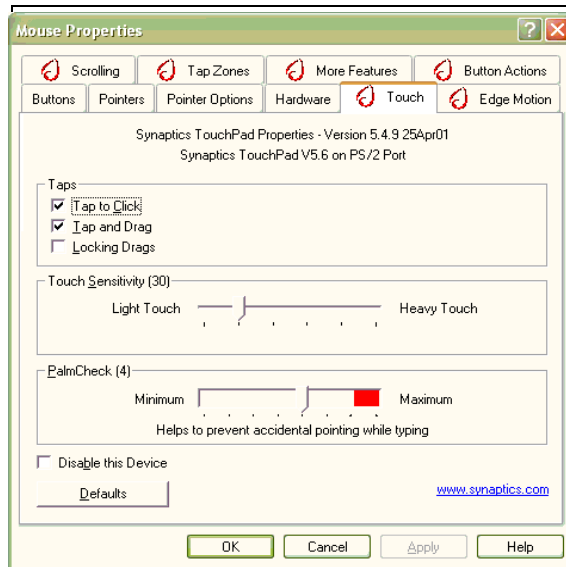 Mouse Properties
Scrolling Tap Zones More Features Button Actions
Buttons Pointers Pointer Options Hardware Touch Edge Motion
Synaptics TouchPad Properties - Version 5.4.9 25Apr01
Synaptics TouchPad V5.6 on PS/2 Port
Taps
Tap to Click
Tap and Drag
Locking Drags
Touch Sensitivity (30)
Light Touch Heavy Touch
PalmCheck (4)
Minimum Maximum
Helps to prevent accidental pointing while typing
Disable this Device
Defaults www.synaptics.com
OK Cancel Apply Help